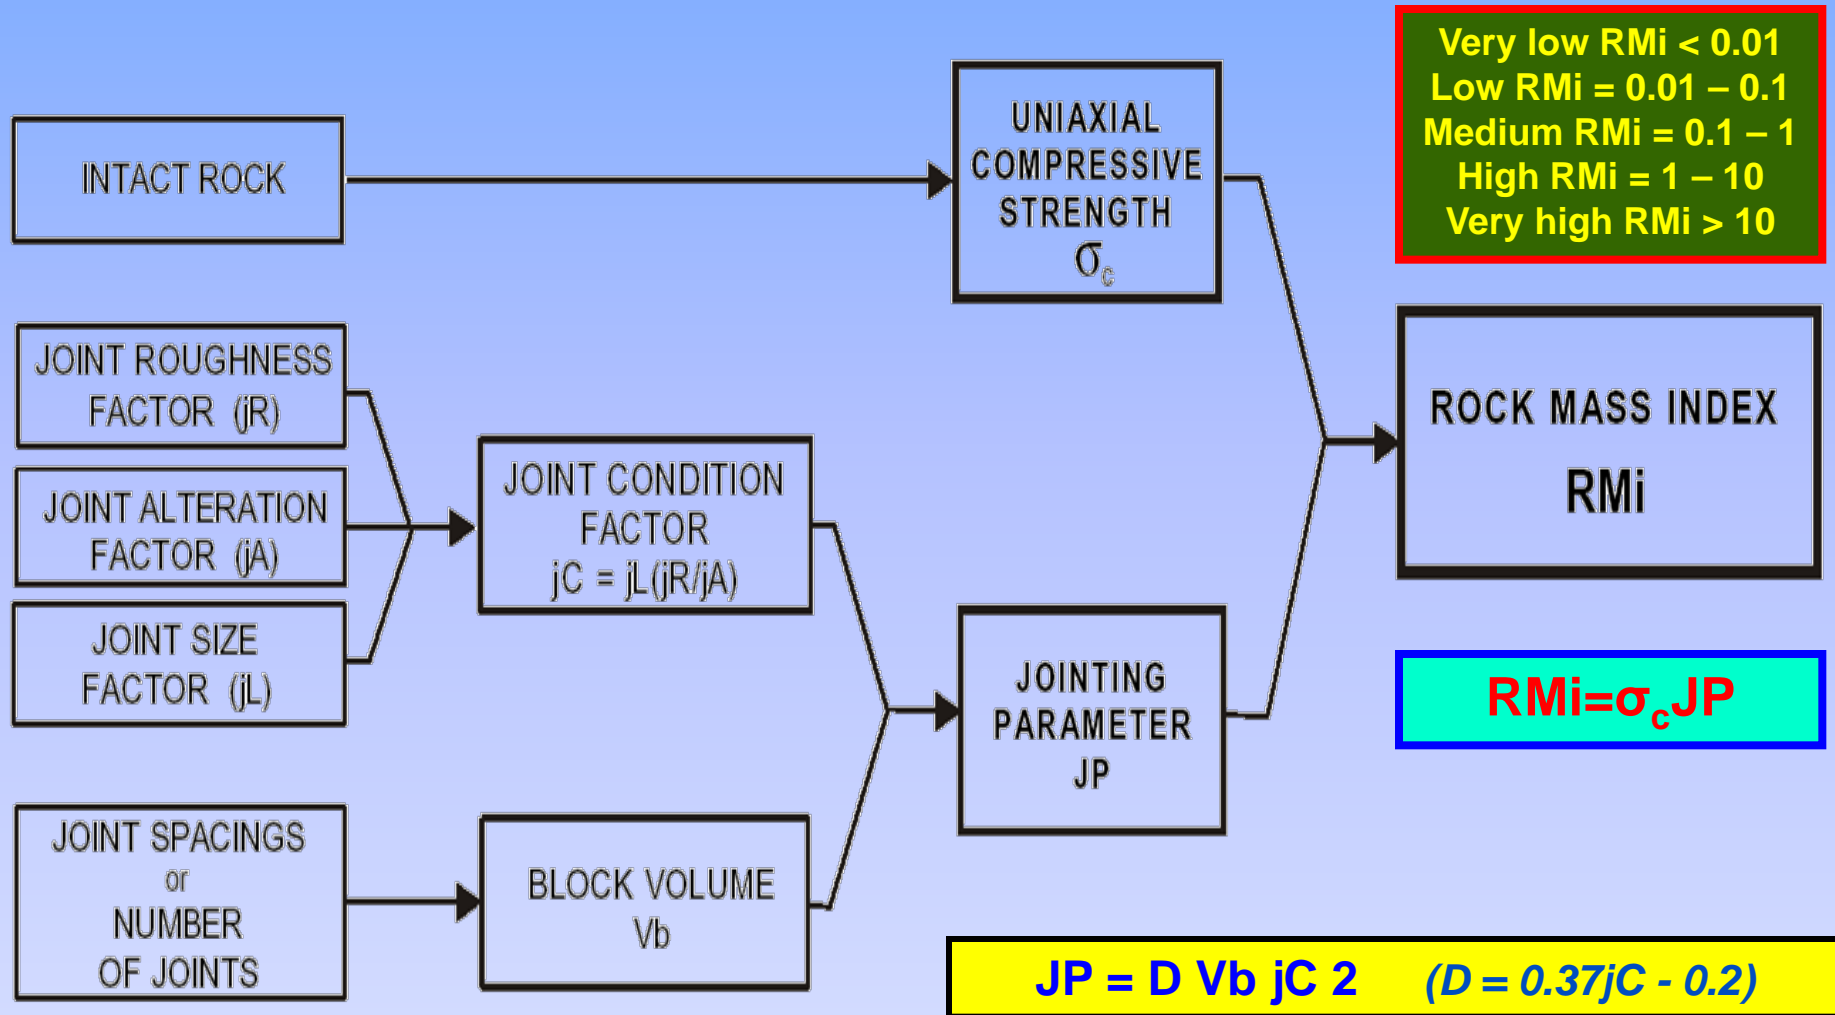 INTACT ROCK
UNIAXIAL
COMPRESSIVE
STRENGTH
σc
Very low RMi < 0.01
Low RMi = 0.01 – 0.1
Medium RMi = 0.1 – 1
High RMi = 1 – 10
Very high RMi > 10
JOINT ROUGHNESS
FACTOR (jR)
JOINT ALTERATION
FACTOR (jA)
JOINT SIZE
FACTOR (jL)
JOINT CONDITION
FACTOR
jC = jL(jR/jA)
ROCK MASS INDEX
RMi
JOINTING
PARAMETER
JP
RMi=σcJP
JOINT SPACINGS
or
NUMBER
OF JOINTS
BLOCK VOLUME
Vb
JP = D Vb jC 2 (D = 0.37jC - 0.2)